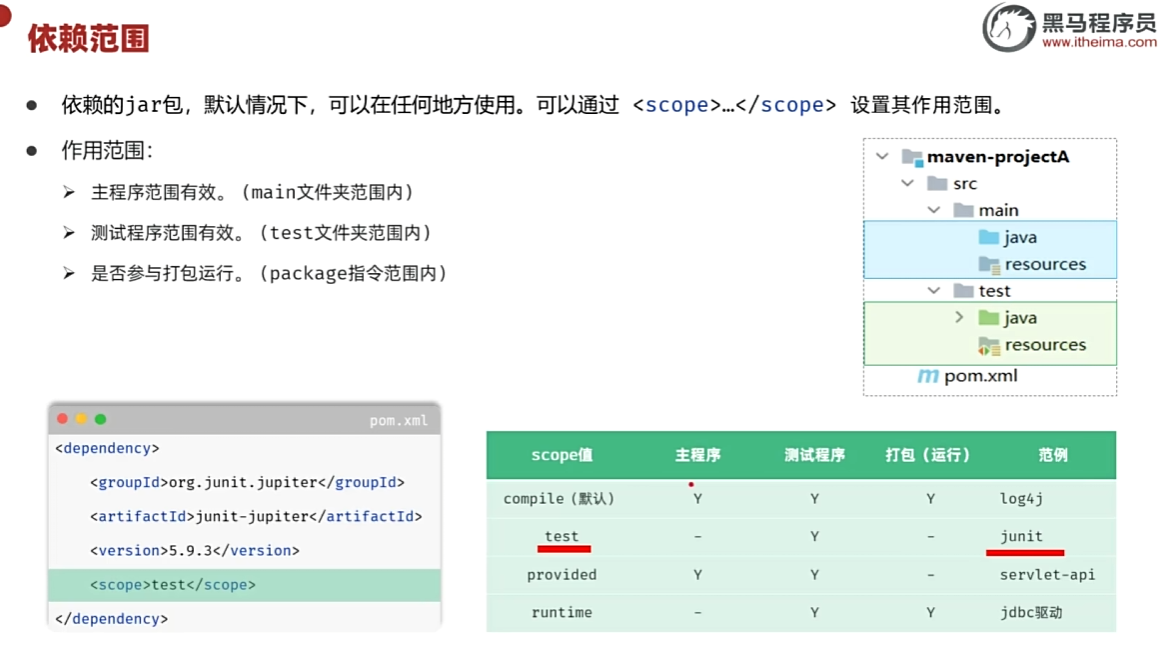 依赖范围
黑马程序员
www.itheima.com
依赖的jar包，默认情况下，可以在任何地方使用。可以通过 <scope>…</scope> 设置其作用范围。
作用范围：
主程序范围有效。（main文件夹范围内）
测试程序范围有效。（test文件夹范围内）
是否参与打包运行。（package指令范围内）
maven-projectA
src
main
java
resources
test
java
resources
pom.xml
pom.xml
<dependency>
<groupId>org.junit.jupiter</groupId>
<artifactId>junit-jupiter</artifactId>
<version>5.9.3</version>
<scope>test</scope>
</dependency>
scope值 主程序 测试程序 打包（运行） 范例
compile（默认） Y Y Y log4j
test - Y - junit
provided Y Y - servlet-api
runtime - Y Y jdbc驱动